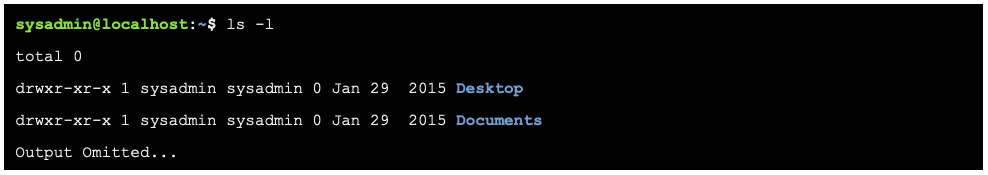 sysadmin@localhost:~$ ls -l
total 0
drwxr-xr-x 1 sysadmin sysadmin 0 Jan 29  2015 Desktop
drwxr-xr-x 1 sysadmin sysadmin 0 Jan 29  2015 Documents
Output Omitted...